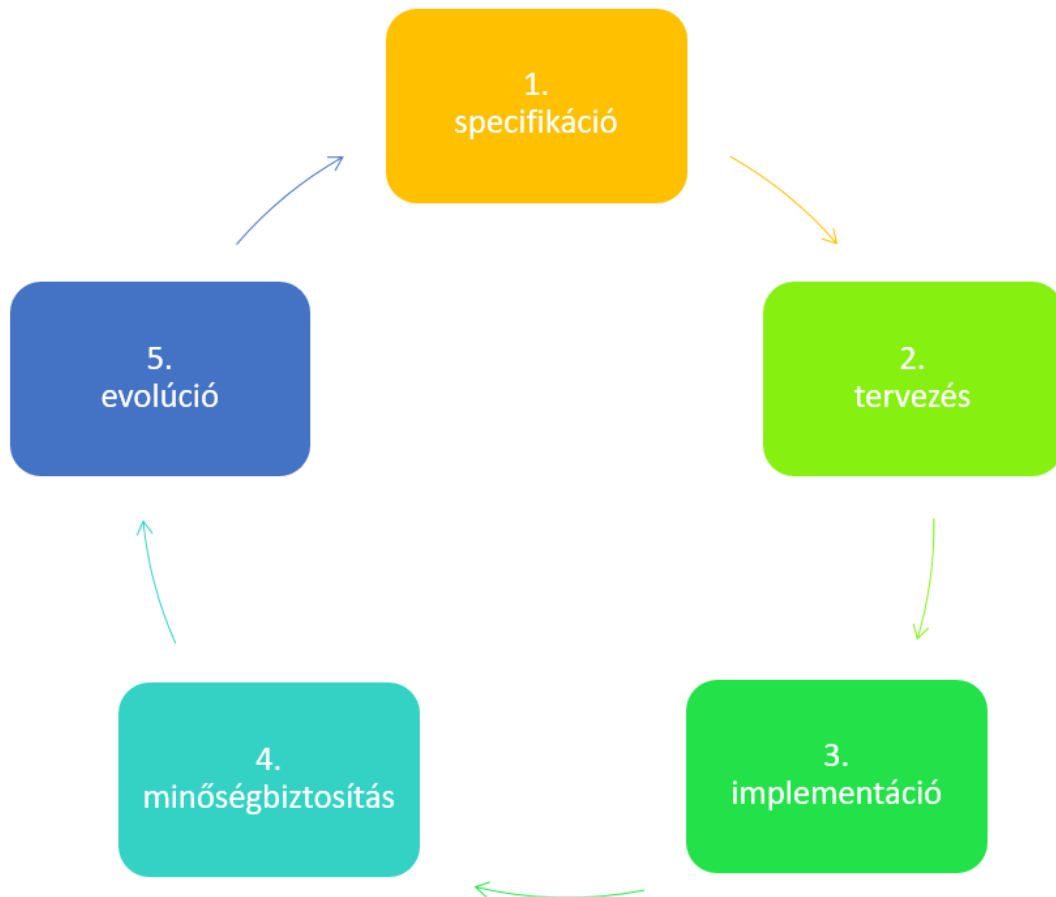 1.
specifikáció
2.
tervezés
3.
implementáció
4.
minőségbiztosítás
5.
evolúció